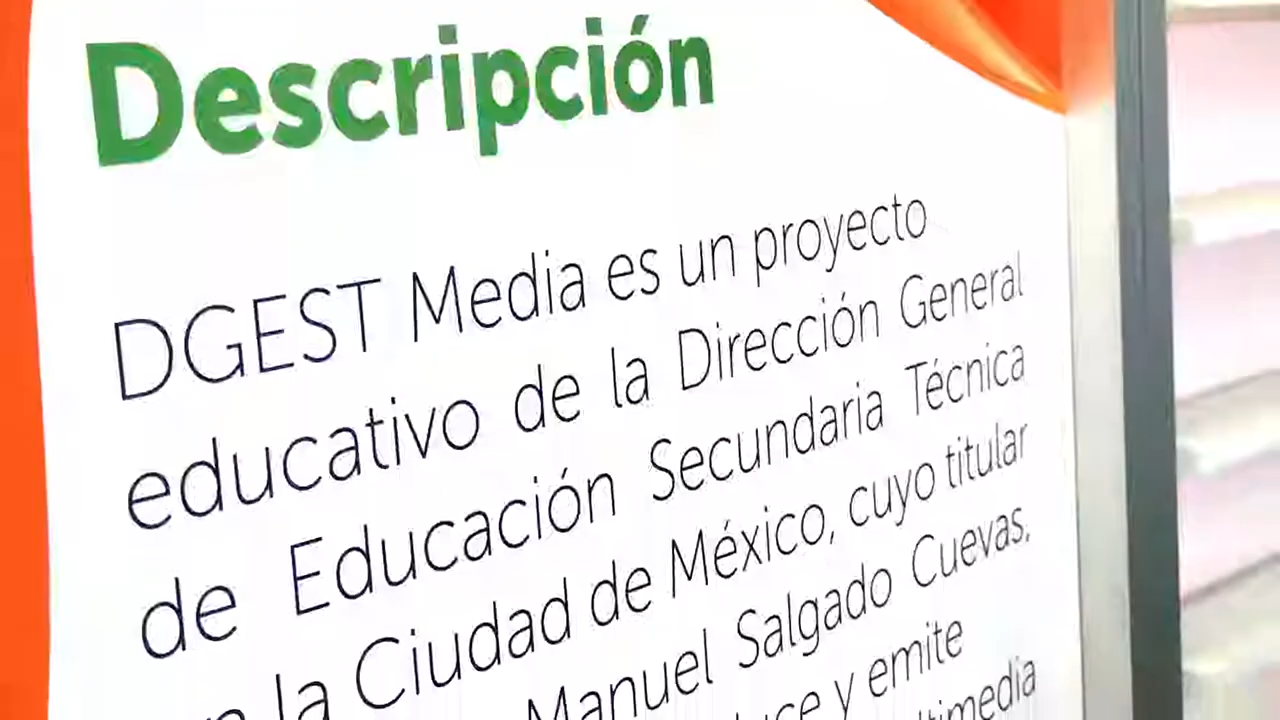 Descripción
DGEST Media es un proyecto
educativo de la Dirección General
de Educación Secundaria Técnica
la Ciudad de México, cuyo titular
Manuel Salgado Cuevas.
y emite